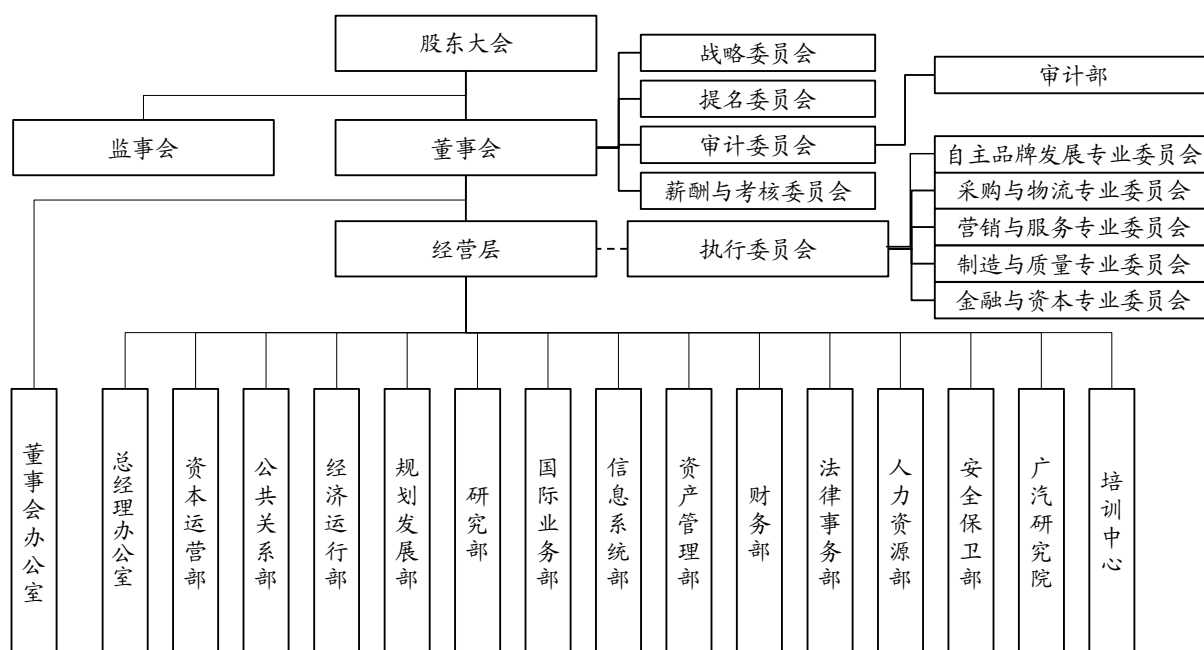 股东大会
战略委员会
审计部
提名委员会
监事会
董事会
审计委员会
自主品牌发展专业委员会
薪酬与考核委员会
采购与物流专业委员会
经营层
执行委员会
营销与服务专业委员会
制造与质量专业委员会
金融与资本专业委员会
董事会办公室
总经理办公室
资本运营部
公共关系部
经济运行部
规划发展部
研究部
国际业务部
信息系统部
资产管理部
财务部
法律事务部
人力资源部
安全保卫部
广汽研究院
培训中心